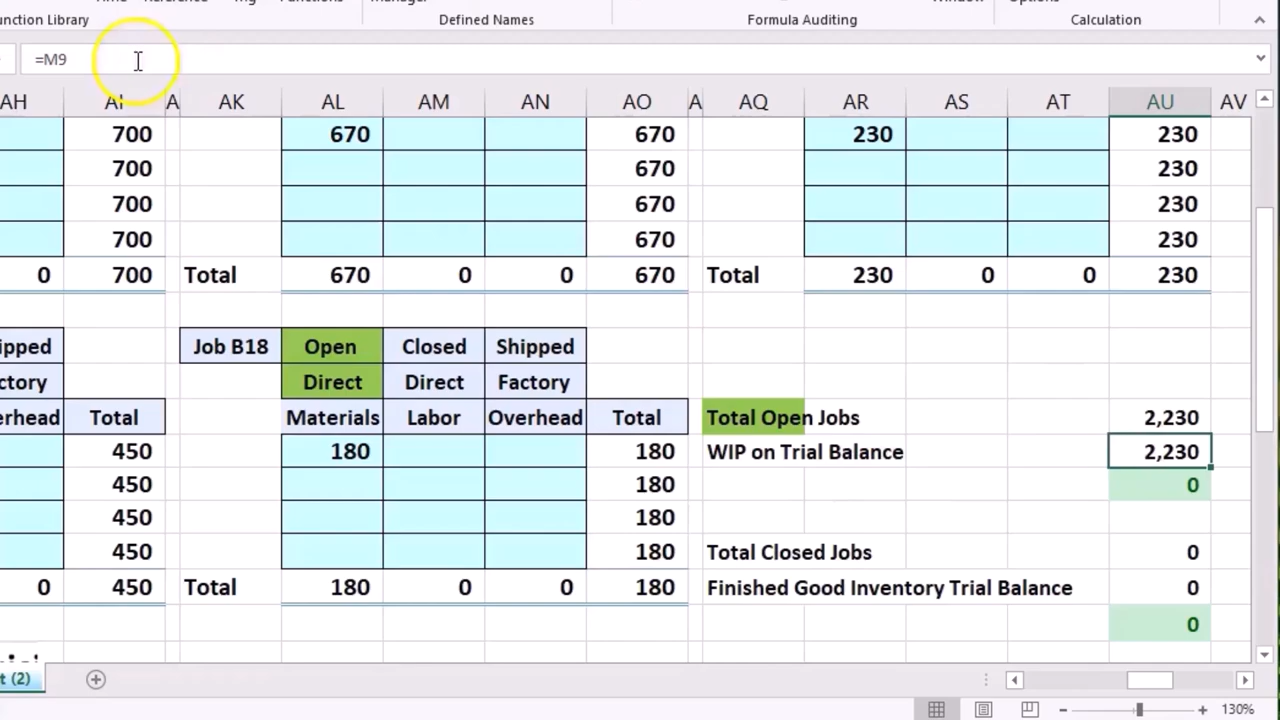 Function Library Defined Names Formula Auditing Calculation
=M9
AH AI A AK AL AM AN AO A AQ AR AS AT AU AV
700 670 670 230 230
700 670 230
700 670 230
700 670 230
0 700 Total 670 0 0 670 Total 230 0 0 230
ipped Job B18 Open Closed Shipped
ctory Direct Direct Factory
erhead Total Materials Labor Overhead Total Total Open Jobs 2,230
450 180 180 WIP on Trial Balance 2,230
450 180 0
450 180
450 180 Total Closed Jobs 0
0 450 Total 180 0 0 180 Finished Good Inventory Trial Balance 0
0
t (2)
130%